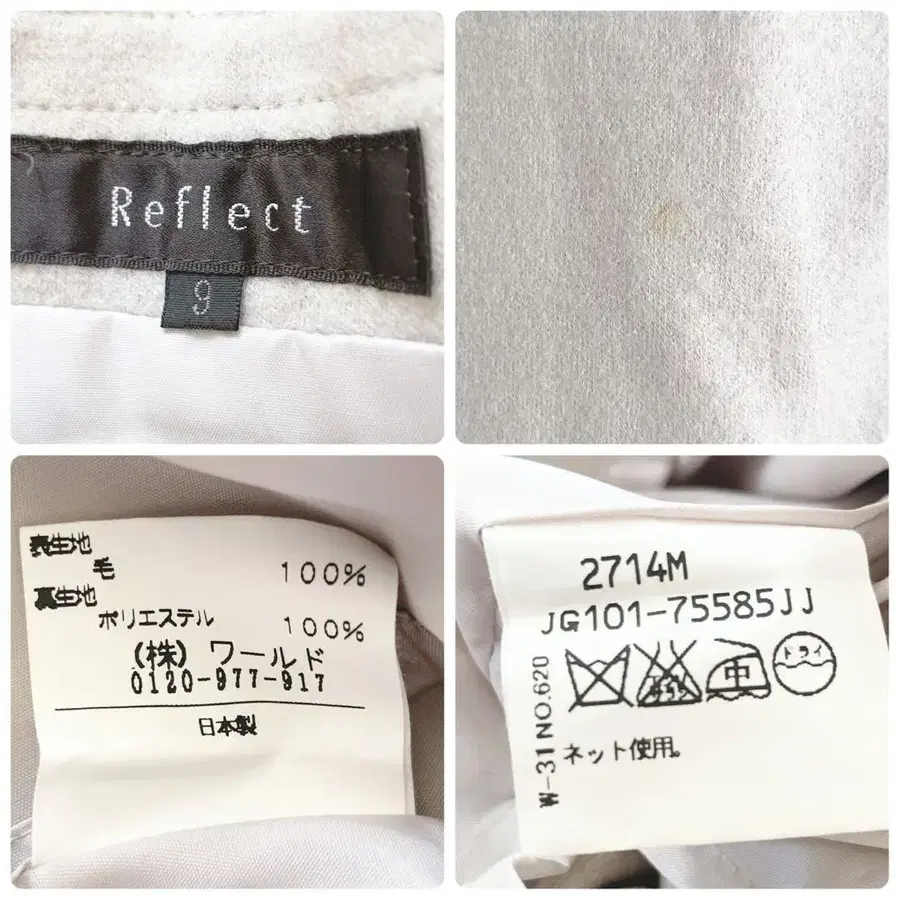 Reflect
9
表生地
毛 100%
裏生地
ポリエステル 100%
(株) ワールド
0120-977-917
日本製
2714M
JG101-75585JJ
中
ドライ
W-31NO.620
ネット使用。